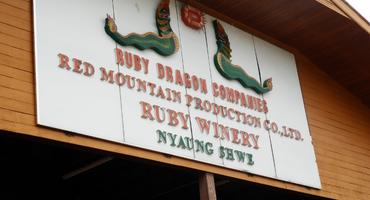 RUBY DRAGON COMPANIES
RED MOUNTAIN PRODUCTION CO.,LTD.
RUBY WINERY
NYAUNG SHWE